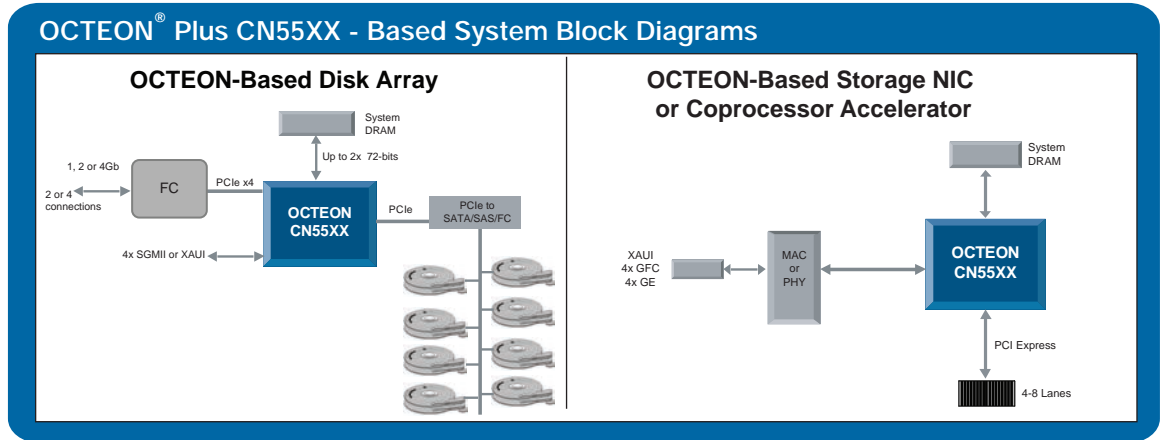 OCTEON® Plus CN55XX - Based System Block Diagrams
OCTEON-Based Disk Array
System
DRAM
Up to 2x 72-bits
1, 2 or 4Gb
2 or 4
connections
FC
PCIe x4
OCTEON
CN55XX
PCIe
PCIe to
SATA/SAS/FC
4x SGMII or XAUI
OCTEON-Based Storage NIC
or Coprocessor Accelerator
System
DRAM
XAUI
4x GFC
4x GE
MAC
or
PHY
OCTEON
CN55XX
PCI Express
4-8 Lanes